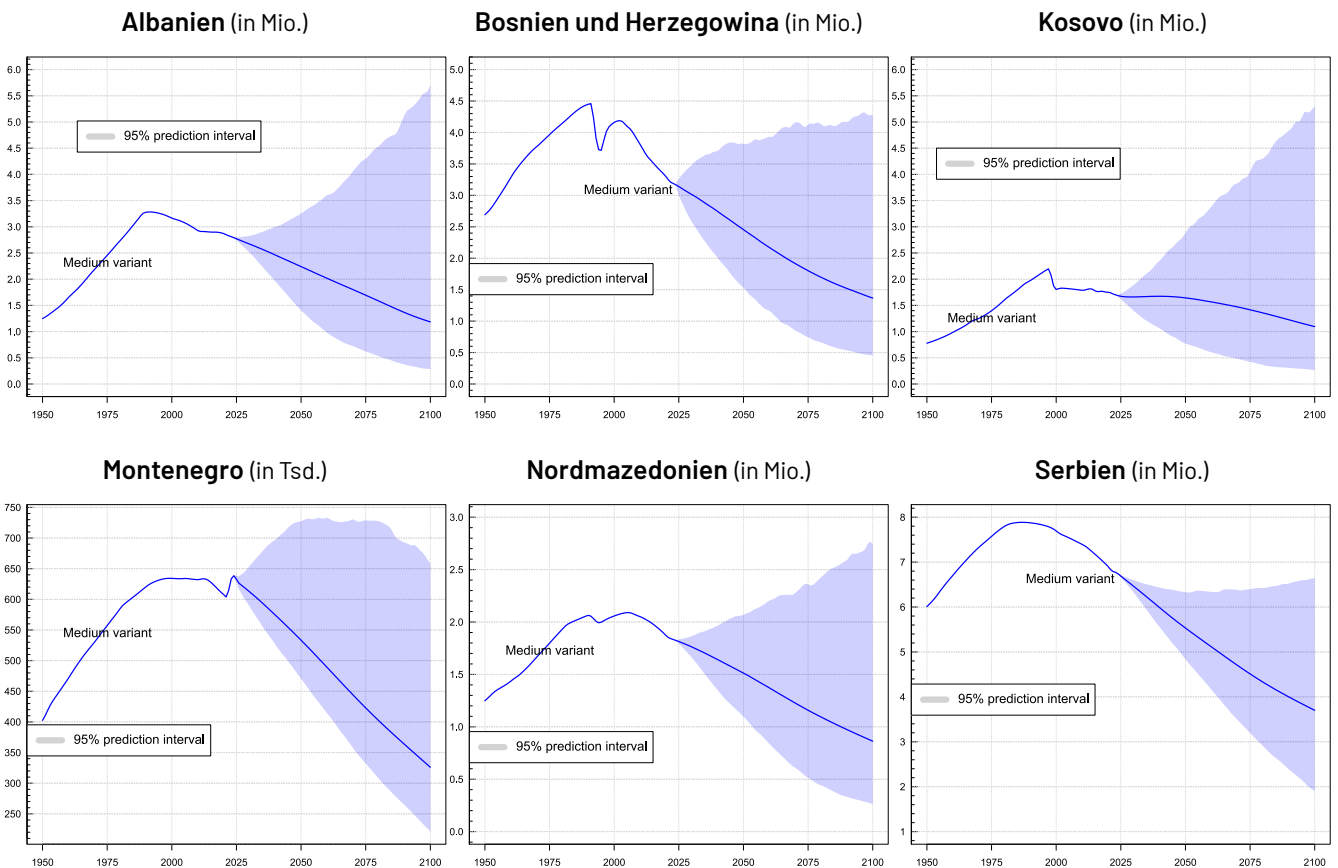 Albanien (in Mio.)
6.0
5.5
5.0
4.5
4.0
3.5
3.0
2.5
2.0
1.5
1.0
0.5
0.0
95% prediction interval
Medium variant
1950 1975 2000 2025 2050 2075 2100
Bosnien und Herzegowina (in Mio.)
5.0
4.5
4.0
3.5
3.0
2.5
2.0
1.5
1.0
0.5
0.0
Medium variant
95% prediction interval
1950 1975 2000 2025 2050 2075 2100
Kosovo (in Mio.)
6.0
5.5
5.0
4.5
4.0
3.5
3.0
2.5
2.0
1.5
1.0
0.5
0.0
95% prediction interval
Medium variant
1950 1975 2000 2025 2050 2075 2100
Montenegro (in Tsd.)
750
700
650
600
550
500
450
400
350
300
250
Medium variant
95% prediction interval
1950 1975 2000 2025 2050 2075 2100
Nordmazedonien (in Mio.)
3.0
2.5
2.0
1.5
1.0
0.5
0.0
Medium variant
95% prediction interval
1950 1975 2000 2025 2050 2075 2100
Serbien (in Mio.)
8
7
6
5
4
3
2
1
Medium variant
95% prediction interval
1950 1975 2000 2025 2050 2075 2100